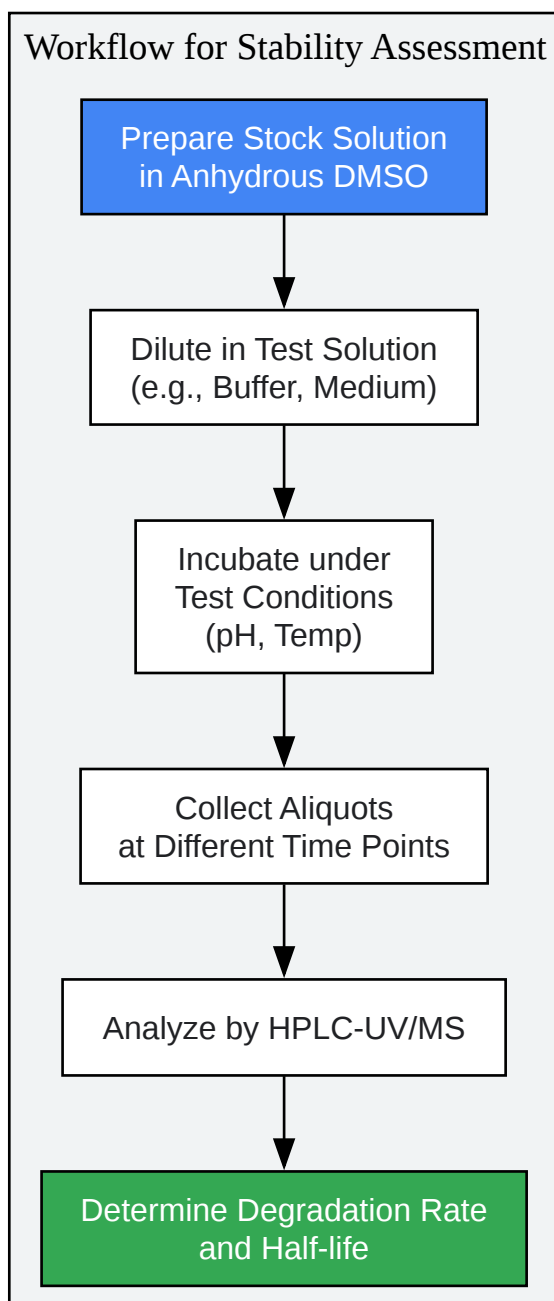 Workflow for Stability Assessment
Prepare Stock Solution
in Anhydrous DMSO
Dilute in Test Solution
(e.g., Buffer, Medium)
Incubate under
Test Conditions
(pH, Temp)
Collect Aliquots
at Different Time Points
Analyze by HPLC-UV/MS
Determine Degradation Rate
and Half-life